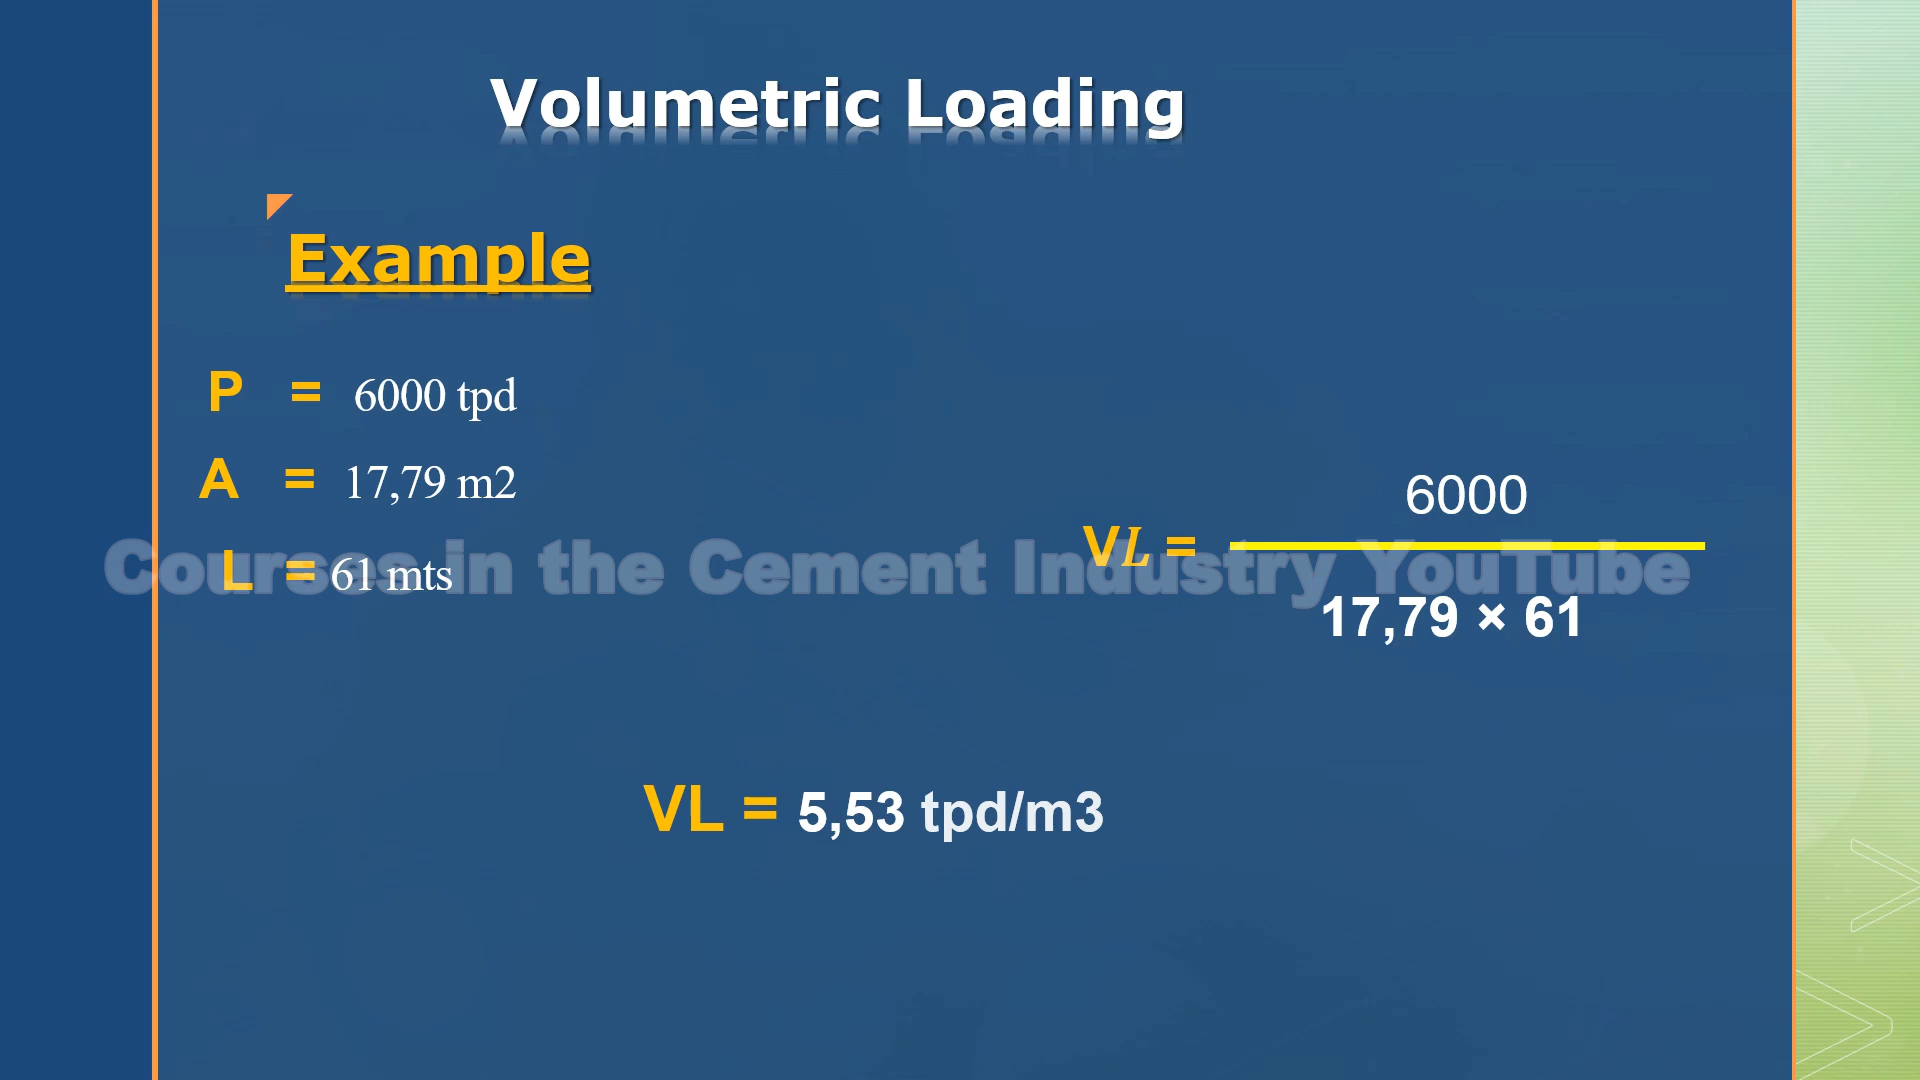 Volumetric Loading
Example
P = 6000 tpd
A = 17,79 m2
L = 61 mts
6000
VL =
17,79 × 61
Courses in the Cement Industry YouTube
VL = 5,53 tpd/m3